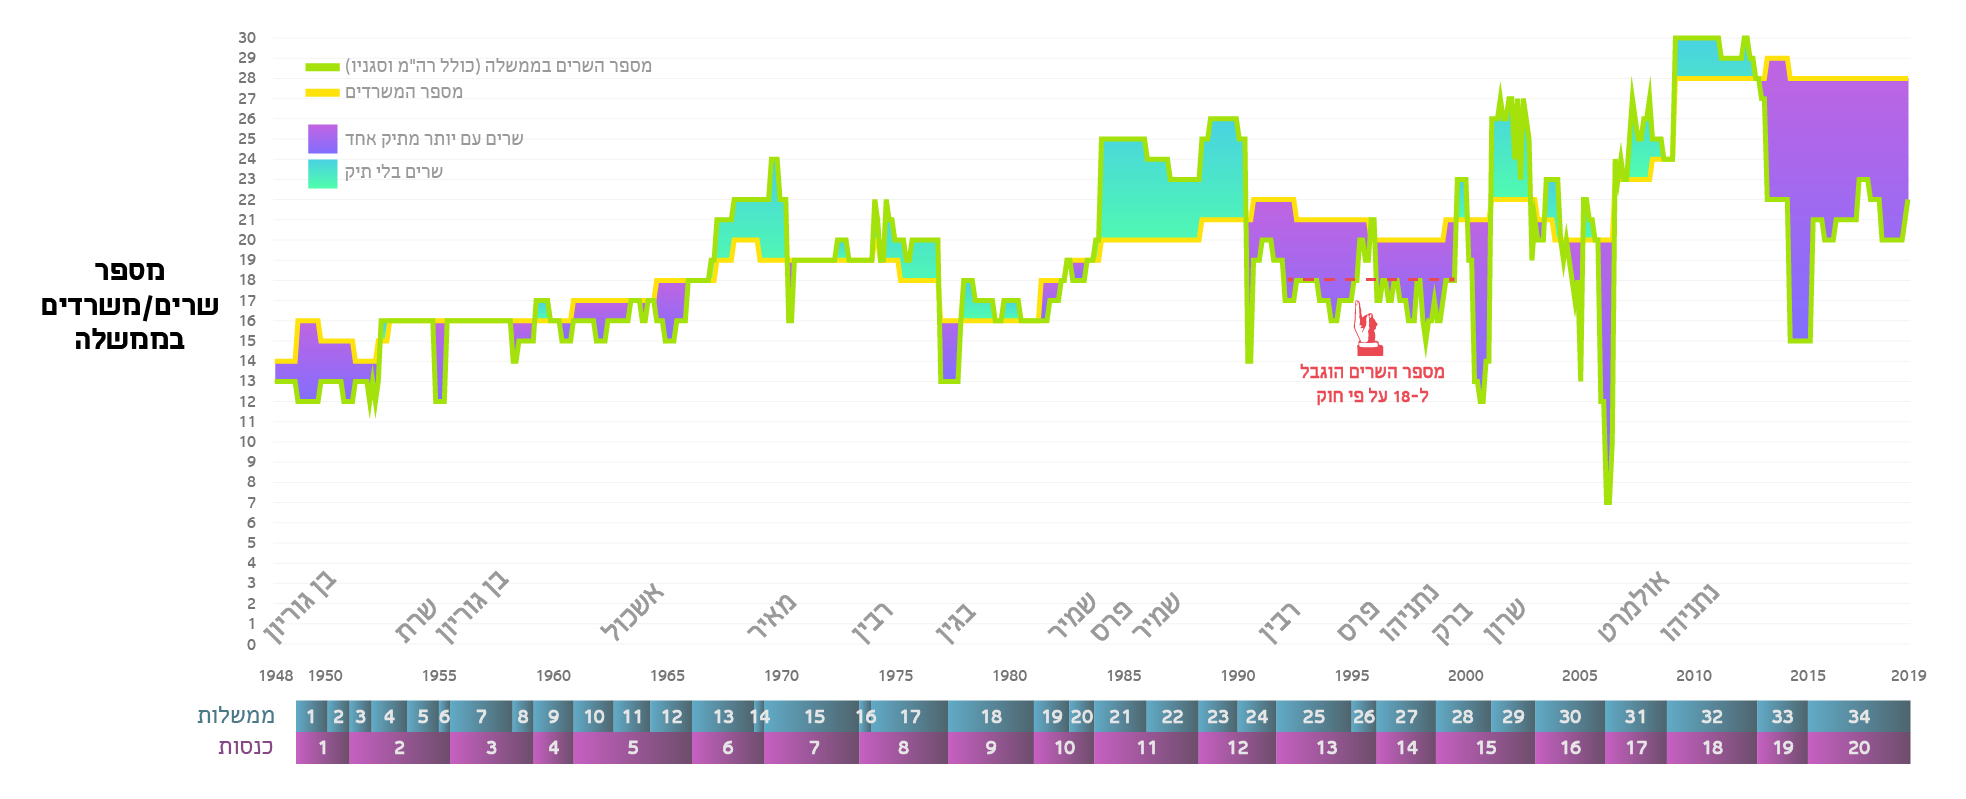 30
29
28
27
26
25
24
23
22
21
20
19
18
17
16
15
14
13
12
11
10
9
8
7
6
5
4
3
2
1
0
מספר השרים בממשלה (כולל רה"מ וסגניו)
מספר המשרדים
שרים עם יותר מתיק אחד
שרים בלי תיק
מספר
שרים/משרדים
בממשלה
מספר השרים הוגבל
ל-18 על פי חוק
בן גוריון
שרת
בן גוריון
אשכול
מאיר
רבין
בגין
שמיר
פרס
שמיר
רבין
פרס
נתניהו
ברק
שרון
אולמרט
נתניהו
1948 1950 1955 1960 1965 1970 1975 1980 1985 1990 1995 2000 2005 2010 2015 2019
ממשלות 1 2 3 4 5 6 7 8 9 10 11 12 13 14 15 16 17 18 19 20 21 22 23 24 25 26 27 28 29 30 31 32 33 34
כנסות 1 2 3 4 5 6 7 8 9 10 11 12 13 14 15 16 17 18 19 20